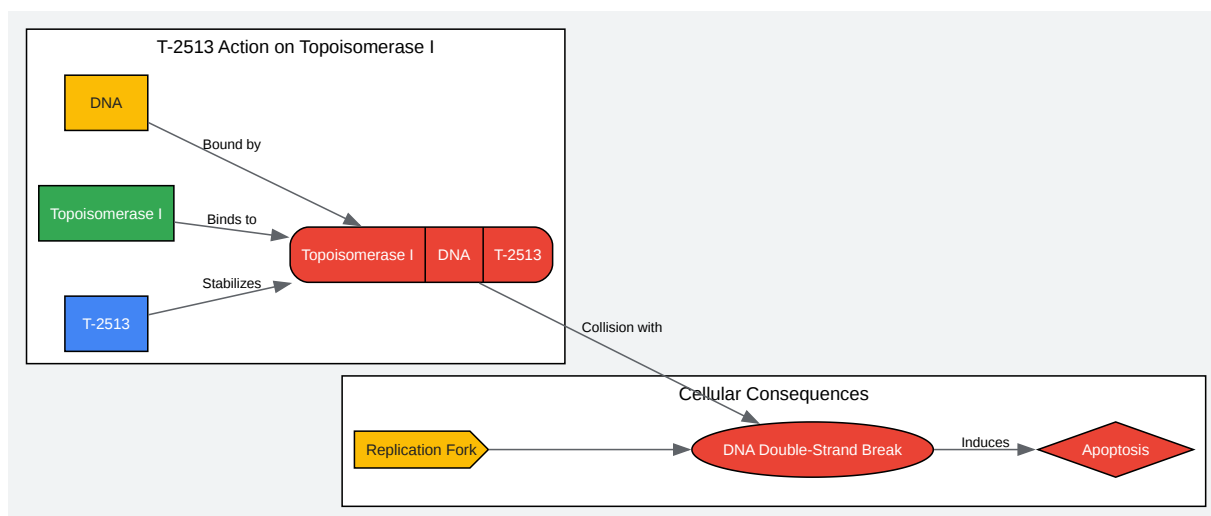 T-2513 Action on Topoisomerase I
DNA
Bound by
Topoisomerase I
Binds to
Topoisomerase I
DNA
T-2513
Stabilizes
T-2513
Collision with
Cellular Consequences
Replication Fork
DNA Double-Strand Break
Induces
Apoptosis